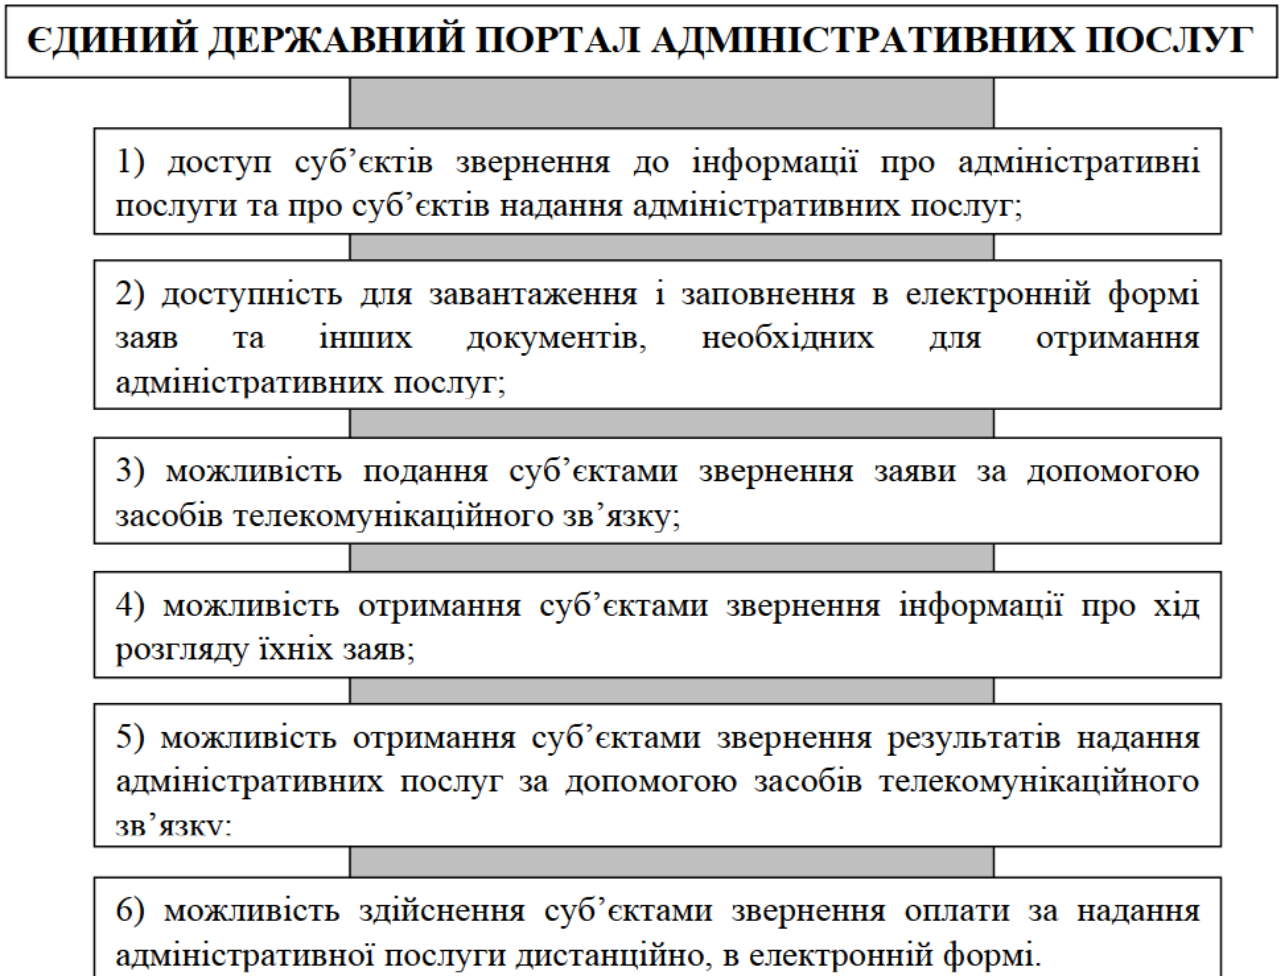 ЄДИНИЙ ДЕРЖАВНИЙ ПОРТАЛ АДМІНІСТРАТИВНИХ ПОСЛУГ
1) доступ суб’єктів звернення до інформації про адміністративні
послуги та про суб’єктів надання адміністративних послуг;
2) доступність для завантаження і заповнення в електронній формі
заяв та інших документів, необхідних для отримання
адміністративних послуг;
3) можливість подання суб’єктами звернення заяви за допомогою
засобів телекомунікаційного зв’язку;
4) можливість отримання суб’єктами звернення інформації про хід
розгляду їхніх заяв;
5) можливість отримання суб’єктами звернення результатів надання
адміністративних послуг за допомогою засобів телекомунікаційного
зв’язку;
6) можливість здійснення суб’єктами звернення оплати за надання
адміністративної послуги дистанційно, в електронній формі.